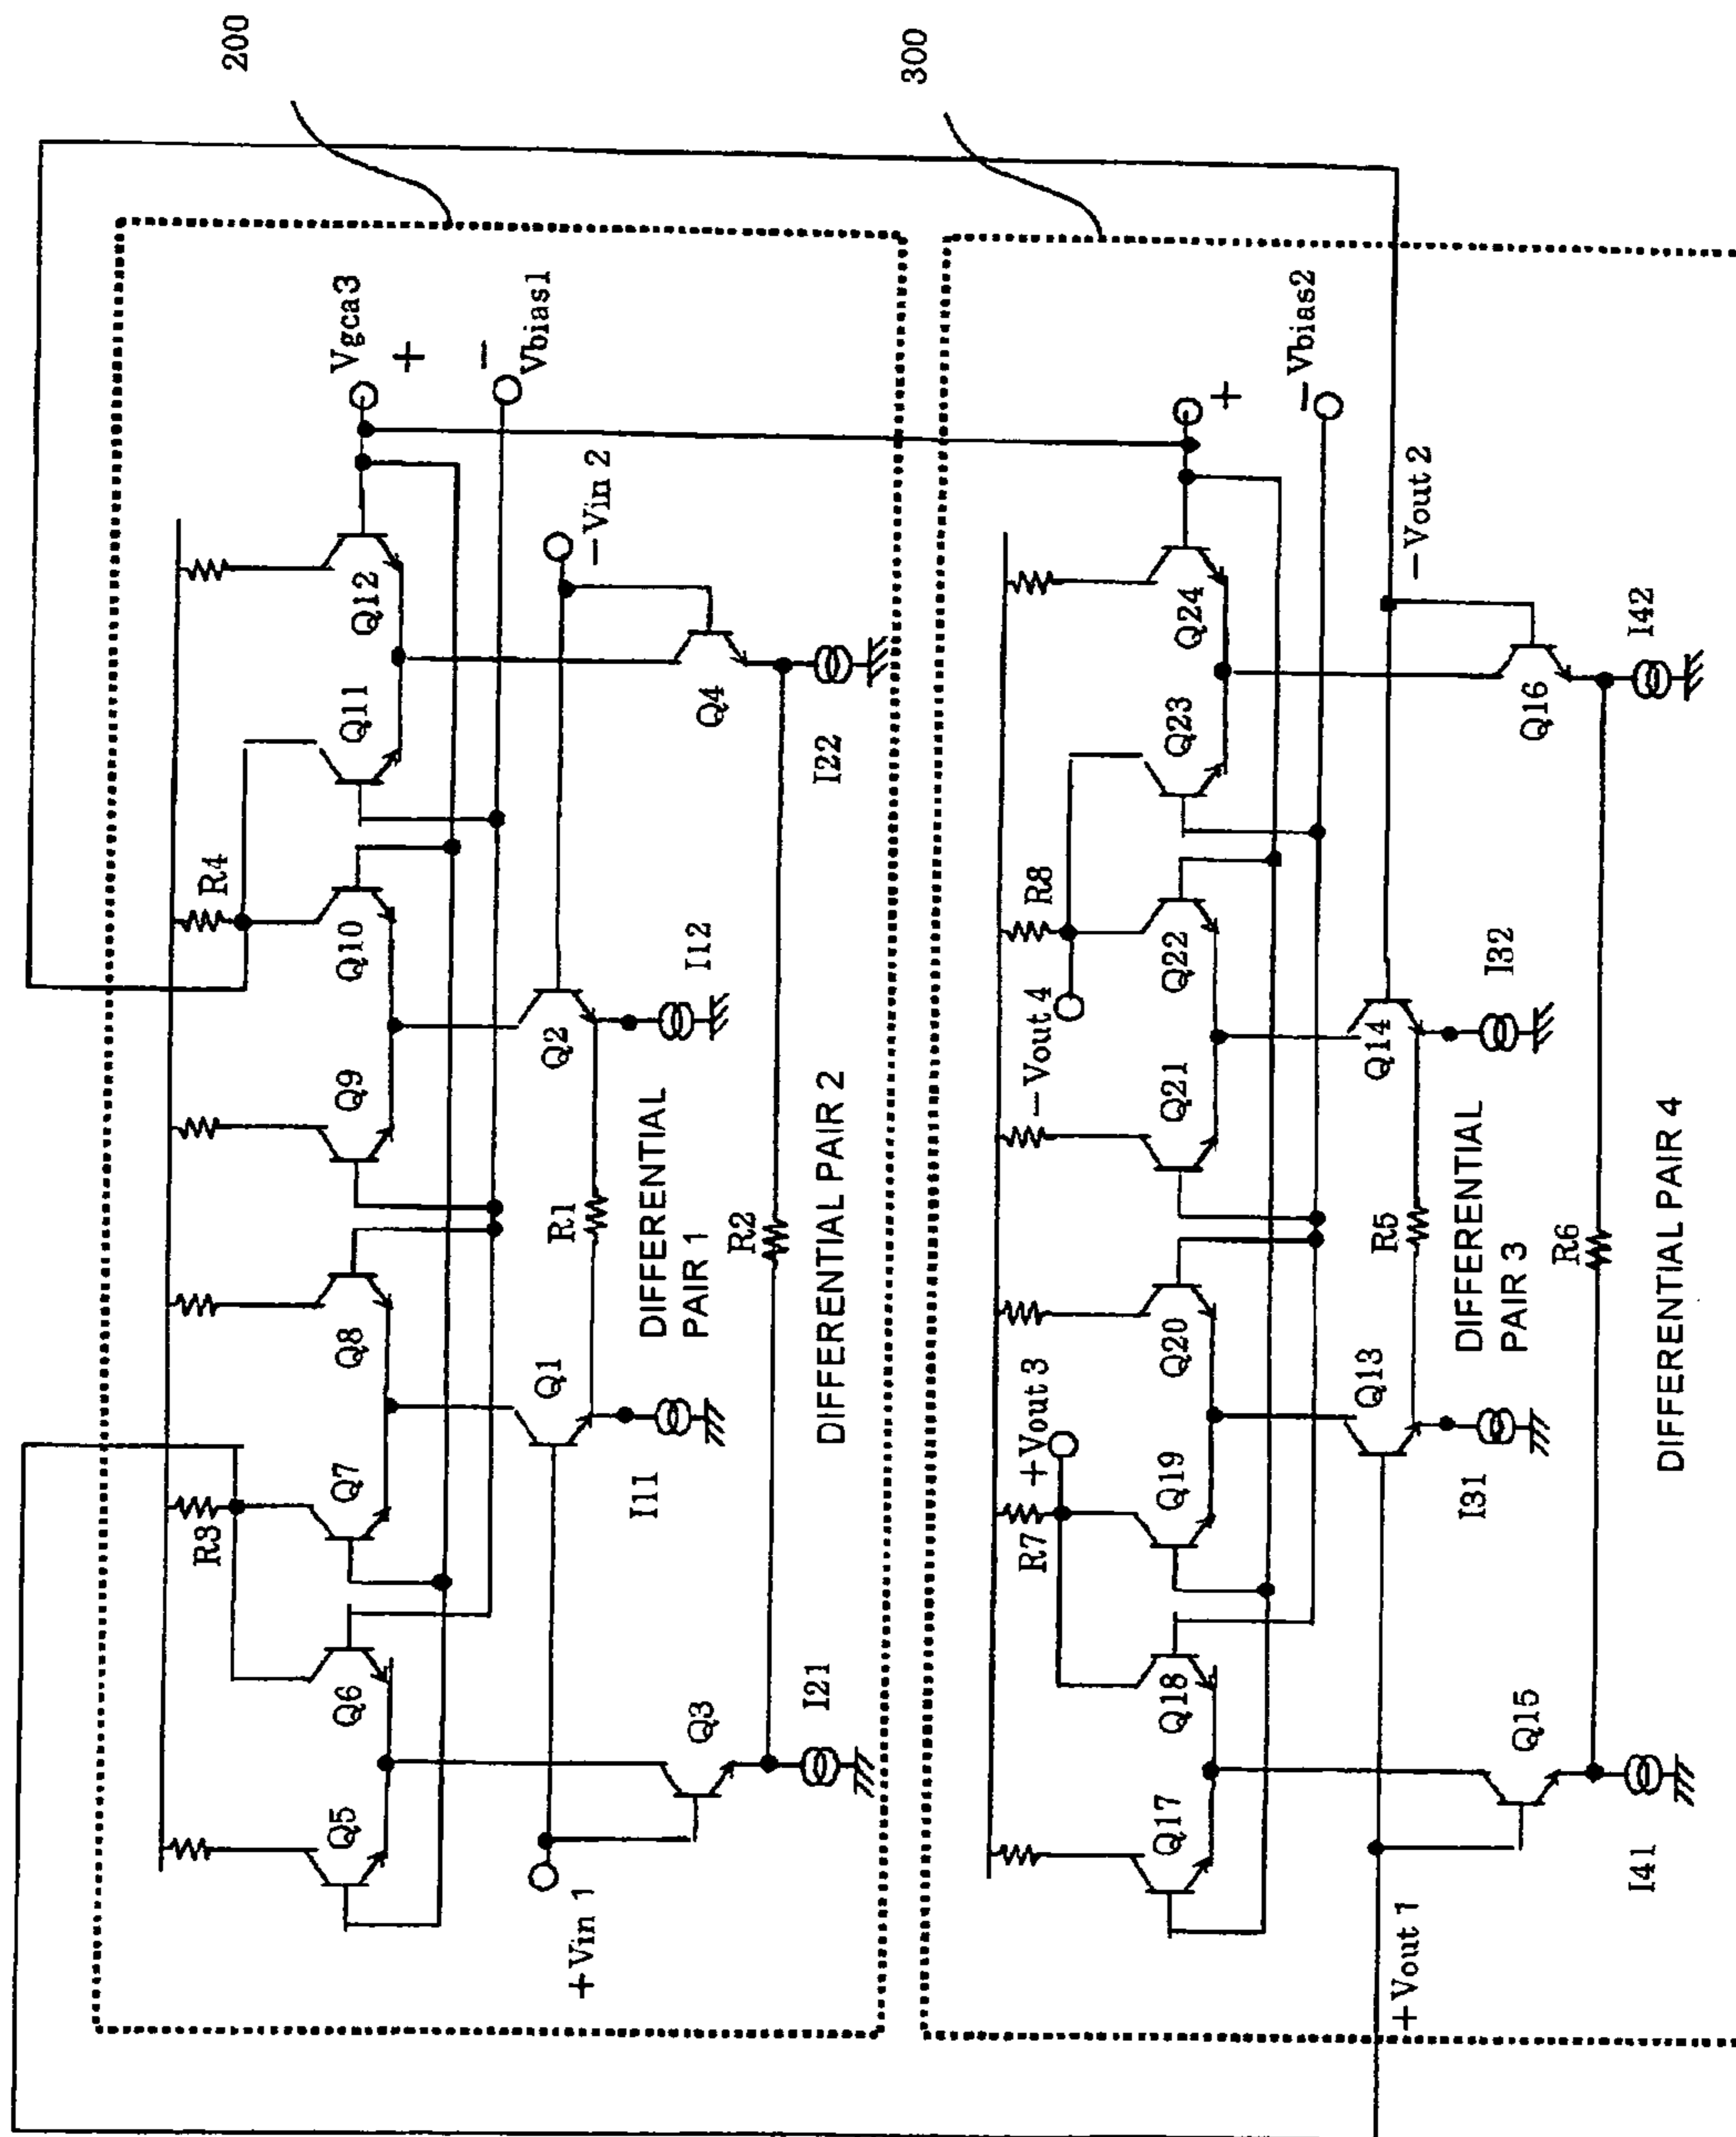 200
Vgca3
+
−
Vbias1
R3
R4
Q5
Q6
Q7
Q8
Q9
Q10
Q11
Q12
−Vin 2
+Vin 1
Q3
Q1
Q2
Q4
R1
I11
I12
DIFFERENTIAL
PAIR 1
R2
I21
I22
DIFFERENTIAL PAIR 2
300
+
−Vbias2
R7
+Vout 3
−Vout 4
R8
Q17
Q18
Q19
Q20
Q21
Q22
Q23
Q24
+Vout 1
−Vout 2
Q15
Q13
Q14
Q16
R5
I31
I32
DIFFERENTIAL
PAIR 3
R6
I41
I42
DIFFERENTIAL PAIR 4